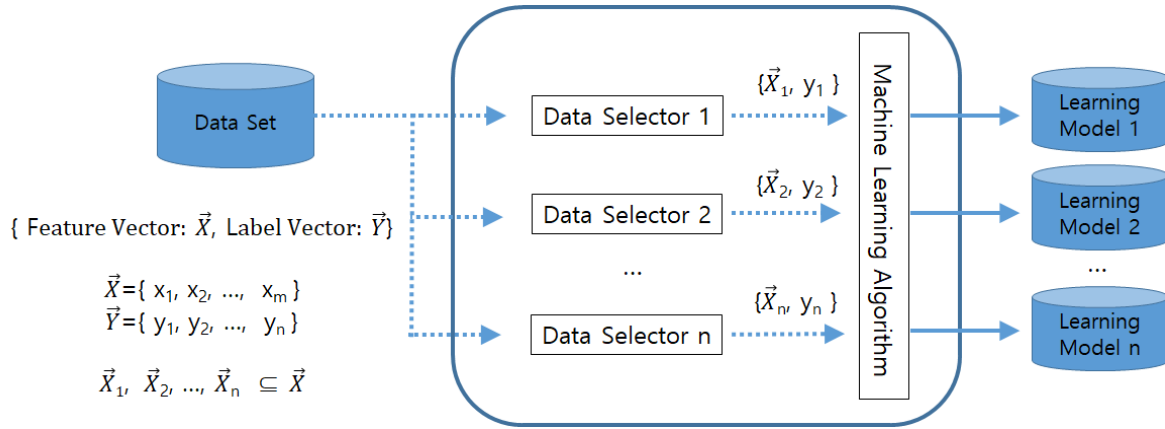 Data Set
{ Feature Vector: X⃗, Label Vector: Y⃗}
X⃗={ x₁, x₂, ..., xₘ }
Y⃗={ y₁, y₂, ..., yₙ }
X⃗₁, X⃗₂, ..., X⃗ₙ ⊆ X⃗
Data Selector 1
Data Selector 2
...
Data Selector n
{X⃗₁, y₁ }
{X⃗₂, y₂ }
{X⃗ₙ, yₙ }
Machine Learning Algorithm
Learning
Model 1
Learning
Model 2
...
Learning
Model n